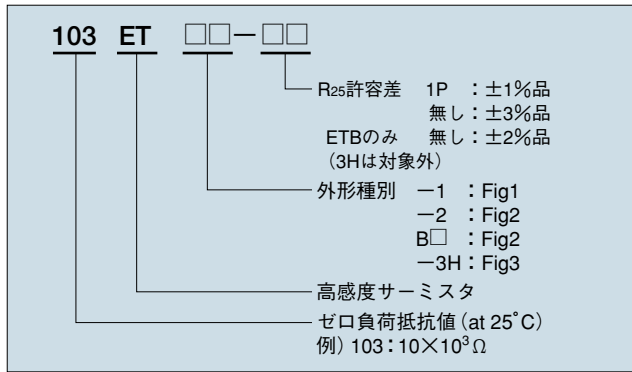 103 ET □□－□□
R25許容差 1P ：±1％品
無し：±3％品
ETBのみ 無し：±2％品
（3Hは対象外）
外形種別 －1 ：Fig1
－2 ：Fig2
B□ ：Fig2
－3H：Fig3
高感度サーミスタ
ゼロ負荷抵抗値（at 25°C）
例）103：10×10³Ω